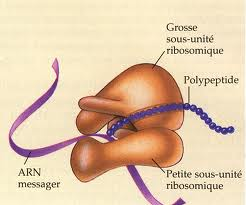 Grosse
sous-unité
ribosomique
Polypeptide
ARN
messager
Petite sous-unité
ribosomique